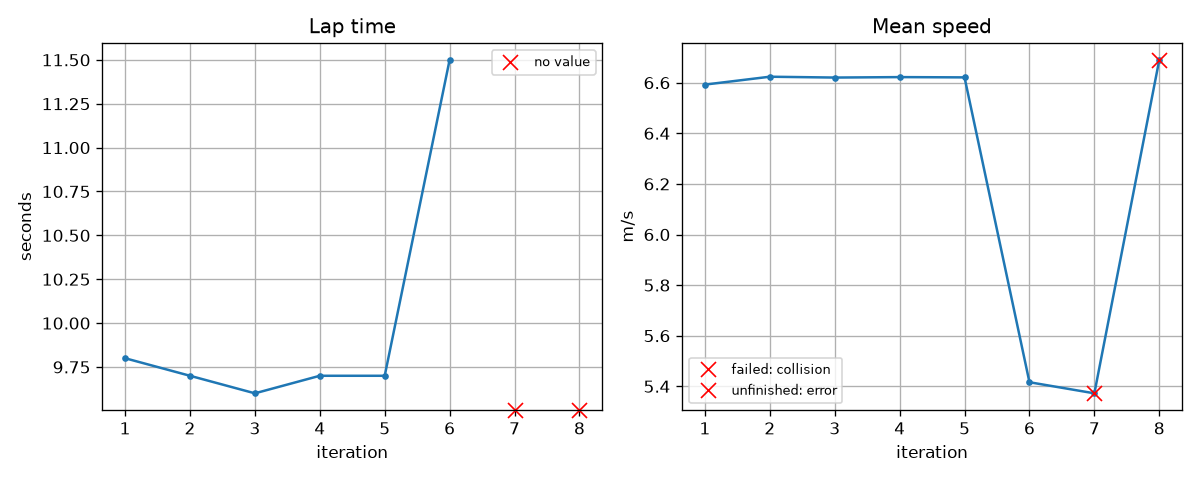 Lap time
11.50
11.25
11.00
10.75
10.50
10.25
10.00
9.75
seconds
no value
1 2 3 4 5 6 7 8
iteration
Mean speed
6.6
6.4
6.2
6.0
5.8
5.6
5.4
m/s
failed: collision
unfinished: error
1 2 3 4 5 6 7 8
iteration